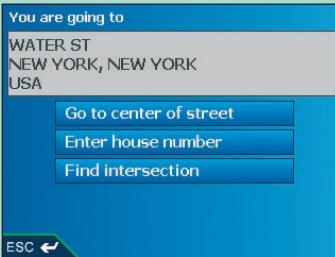 You are going to
WATER ST
NEW YORK, NEW YORK
USA
Go to center of street
Enter house number
Find intersection
ESC